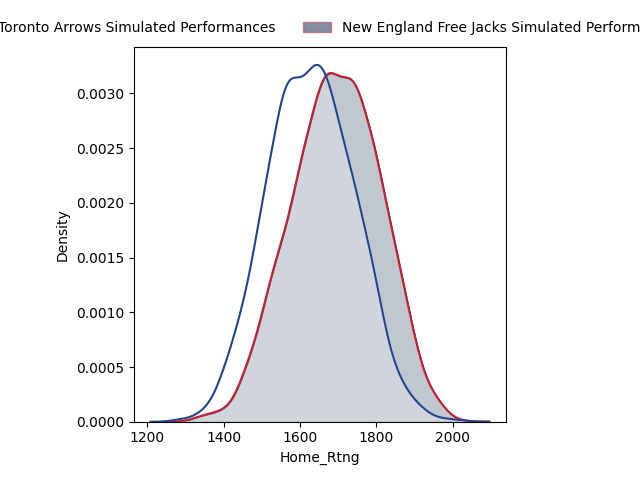 Toronto Arrows Simulated Performances
New England Free Jacks Simulated Perform
0.0030
0.0025
0.0020
0.0015
0.0010
0.0005
0.0000
Density
1200 1400 1600 1800 2000
Home_Rtng